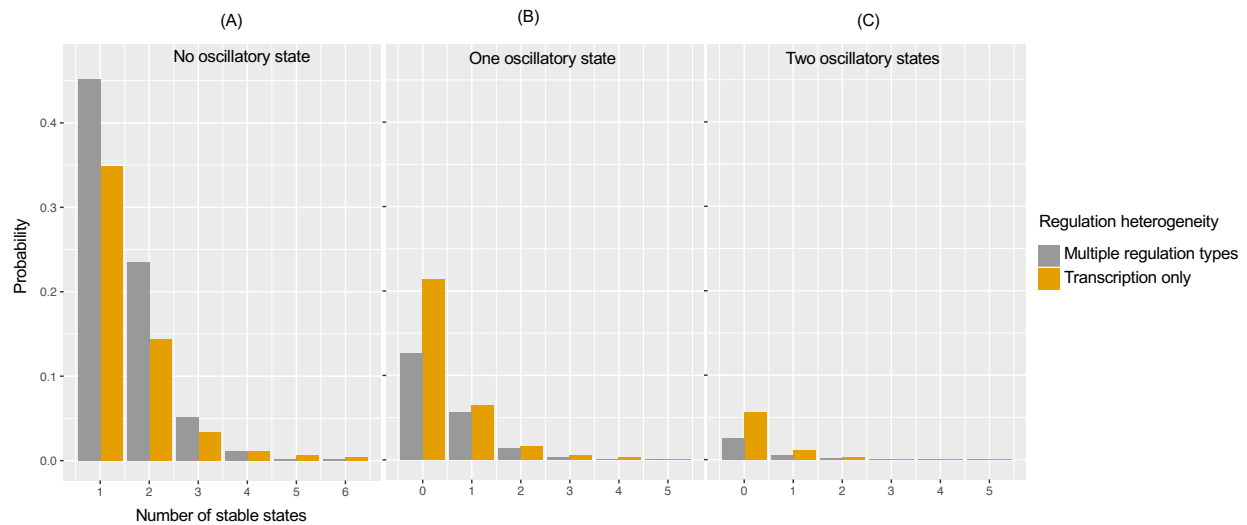 (A)
(B)
(C)
No oscillatory state
One oscillatory state
Two oscillatory states
Probability
0.4
0.3
0.2
0.1
0.0
1 2 3 4 5 6
0 1 2 3 4 5
0 1 2 3 4 5
Number of stable states
Regulation heterogeneity
Multiple regulation types
Transcription only